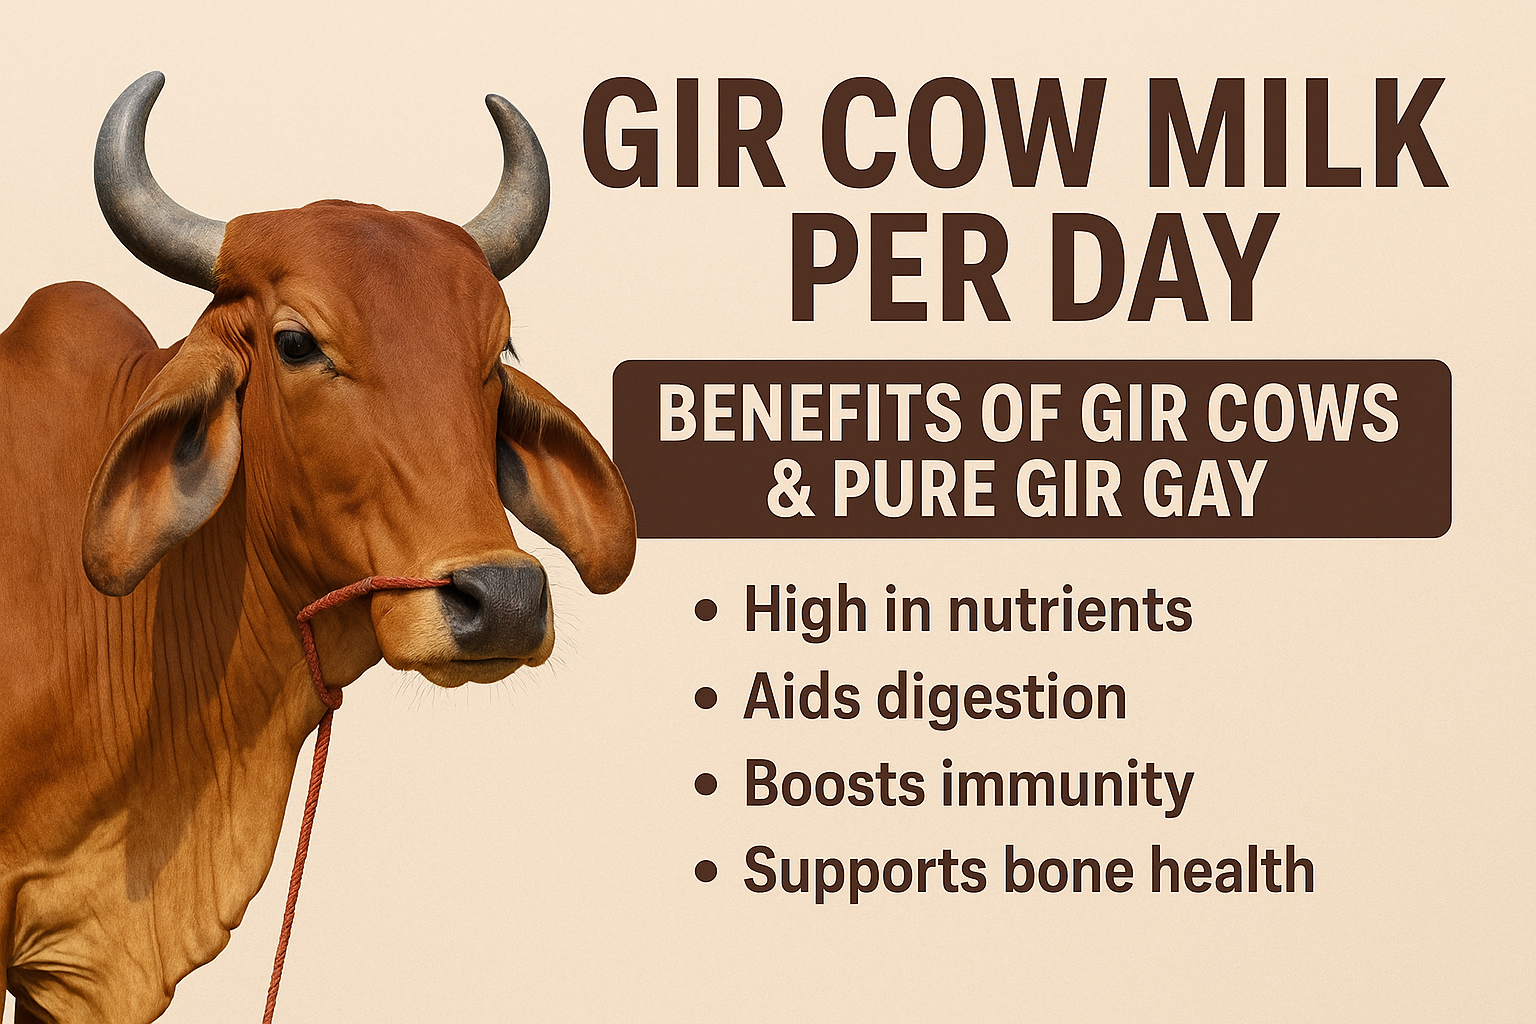 GIR COW MILK
PER DAY
BENEFITS OF GIR COWS
& PURE GIR GAY
• High in nutrients
• Aids digestion
• Boosts immunity
• Supports bone health